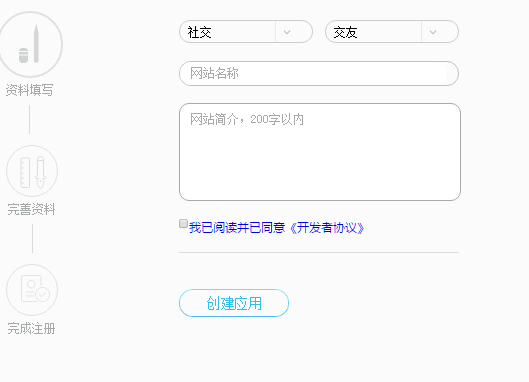 社交
交友
资料填写
网站名称
网站简介，200字以内
完善资料
我已阅读并已同意《开发者协议》
创建应用
完成注册